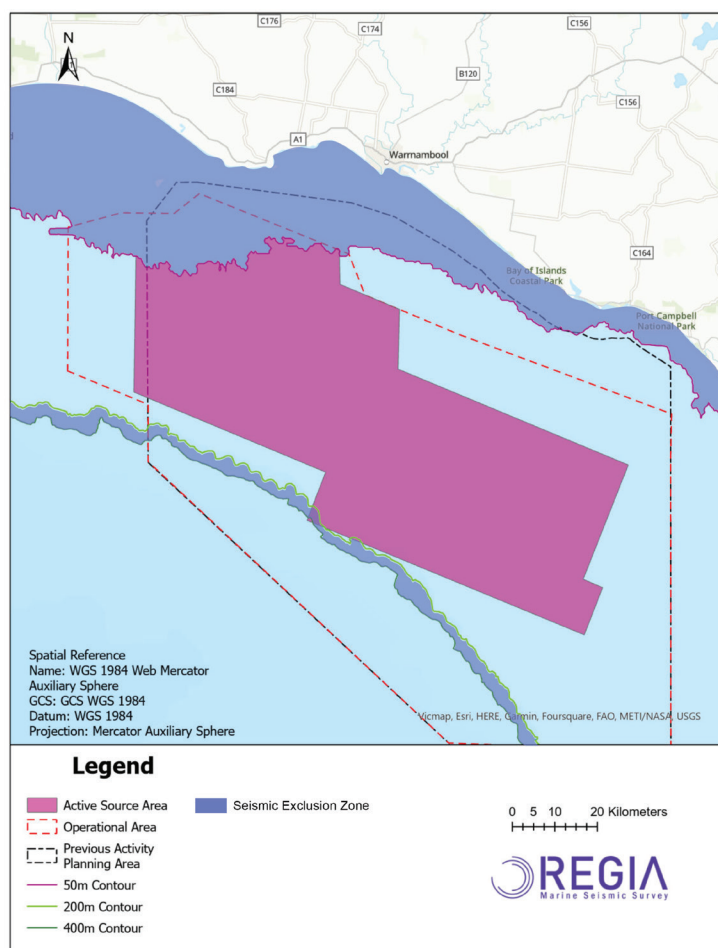 C176
C174
C156
N
B120
C184
C156
A1
Warrnambool
C164
Bay of Islands
Coastal Park
Port Campbell
National Park
Spatial Reference
Name: WGS 1984 Web Mercator
Auxiliary Sphere
GCS: GCS WGS 1984
Datum: WGS 1984
Projection: Mercator Auxiliary Sphere
Vicmap, Esri, HERE, Garmin, Foursquare, FAO, METI/NASA, USGS
Legend
Active Source Area
Seismic Exclusion Zone
0 5 10 20 Kilometers
Operational Area
Previous Activity
Planning Area
50m Contour
200m Contour
400m Contour
REGIA
Marine Seismic Survey